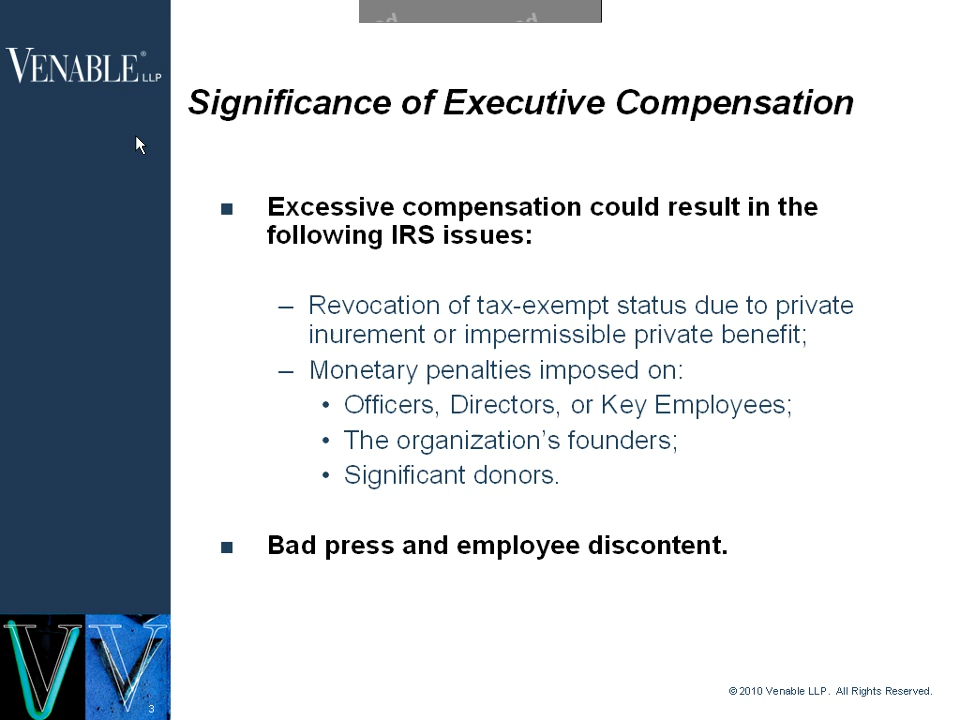 VENABLE® LLP
Significance of Executive Compensation
■ Excessive compensation could result in the
following IRS issues:
– Revocation of tax-exempt status due to private
inurement or impermissible private benefit;
– Monetary penalties imposed on:
• Officers, Directors, or Key Employees;
• The organization's founders;
• Significant donors.
■ Bad press and employee discontent.
© 2010 Venable LLP. All Rights Reserved.
3